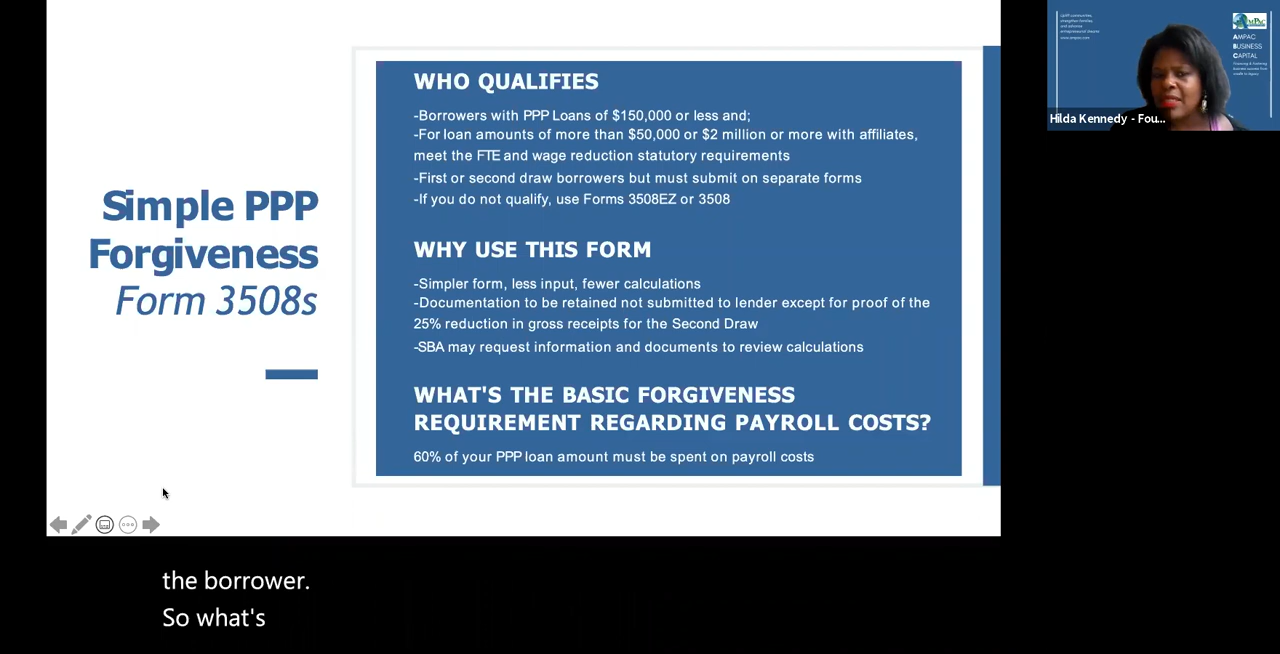 Simple PPP
Forgiveness
Form 3508s
WHO QUALIFIES
-Borrowers with PPP Loans of $150,000 or less and;
-For loan amounts of more than $50,000 or $2 million or more with affiliates,
meet the FTE and wage reduction statutory requirements
-First or second draw borrowers but must submit on separate forms
-If you do not qualify, use Forms 3508EZ or 3508
WHY USE THIS FORM
-Simpler form, less input, fewer calculations
-Documentation to be retained not submitted to lender except for proof of the
25% reduction in gross receipts for the Second Draw
-SBA may request information and documents to review calculations
WHAT'S THE BASIC FORGIVENESS
REQUIREMENT REGARDING PAYROLL COSTS?
60% of your PPP loan amount must be spent on payroll costs
AMPAC
BUSINESS
CAPITAL
Hilda Kennedy - Fou...
the borrower.
So what's